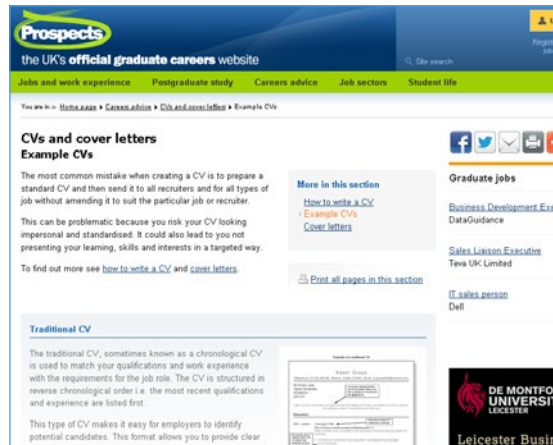 Prospects
the UK's official graduate careers website
Site search
Jobs and work experience Postgraduate study Careers advice Job sectors Student life
You are in :: Home page Careers advice CVs and cover letters Example CVs
CVs and cover letters
Example CVs
The most common mistake when creating a CV is to prepare a
standard CV and then send it to all recruiters and for all types of
job without amending it to suit the particular job or recruiter.
This can be problematic because you risk your CV looking
impersonal and standardised. It could also lead to you not
presenting your learning, skills and interests in a targeted way.
To find out more see how to write a CV and cover letters.
More in this section
How to write a CV
Example CVs
Cover letters
Print all pages in this section
Graduate jobs
Business Development Exe
DataGuidance
Sales Liaison Executive
Teva UK Limited
IT sales person
Dell
Traditional CV
The traditional CV, sometimes known as a chronological CV
is used to match your qualifications and work experience
with the requirements for the job role. The CV is structured in
reverse chronological order i.e. the most recent qualifications
and experience are listed first.
This type of CV makes it easy for employers to identify
potential candidates. This format allows you to provide clear
Adam Grays
DE MONTFO
UNIVERSIT
LEICESTER
Leicester Busi